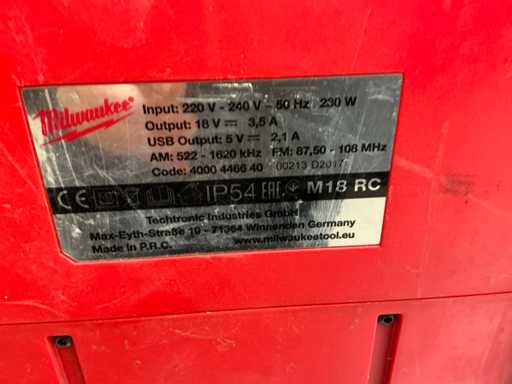 Milwaukee
Input: 220 V - 240 V ~ 50 Hz 230 W
Output: 18 V ⎓ 3,5 A
USB Output: 5 V ⎓ 2,1 A
AM: 522 - 1620 kHz FM: 87,50 - 108 MHz
Code: 4000 4466 40 00213 D2017
CE IP54 EAC M18 RC
Techtronic Industries GmbH
Max-Eyth-Straße 10 - 71364 Winnenden Germany
Made in P.R.C. www.milwaukeetool.eu